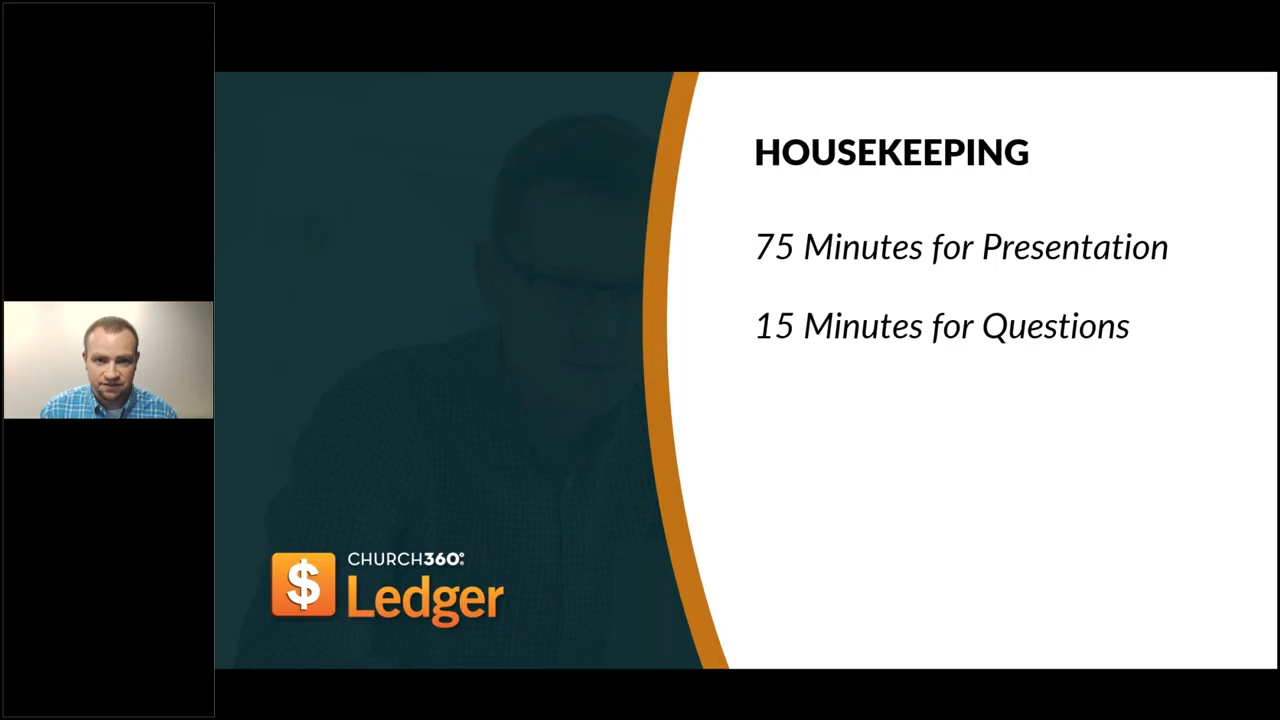 HOUSEKEEPING
75 Minutes for Presentation
15 Minutes for Questions
$
CHURCH360°
Ledger